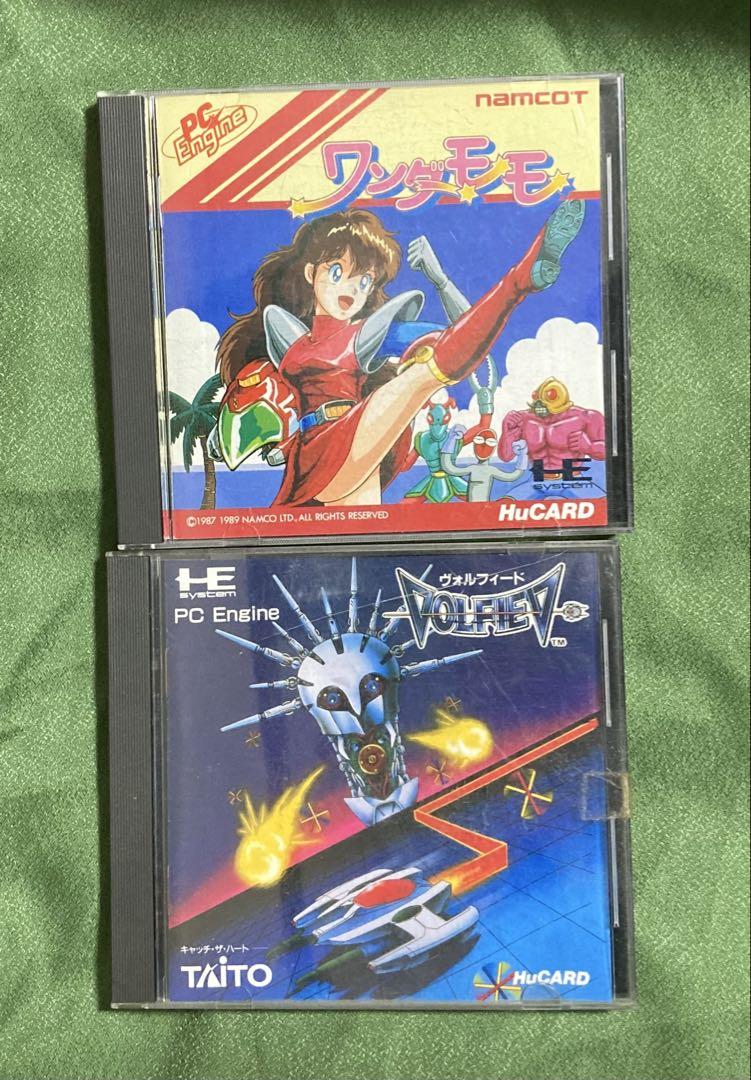 PC Engine
namcoT
ワンダーモモ
HE system
©1987 1989 NAMCO LTD., ALL RIGHTS RESERVED
HuCARD
HE system
PC Engine
ヴォルフィード
VOLFIED™
キャッチ・ザ・ハート
TAITO
HuCARD